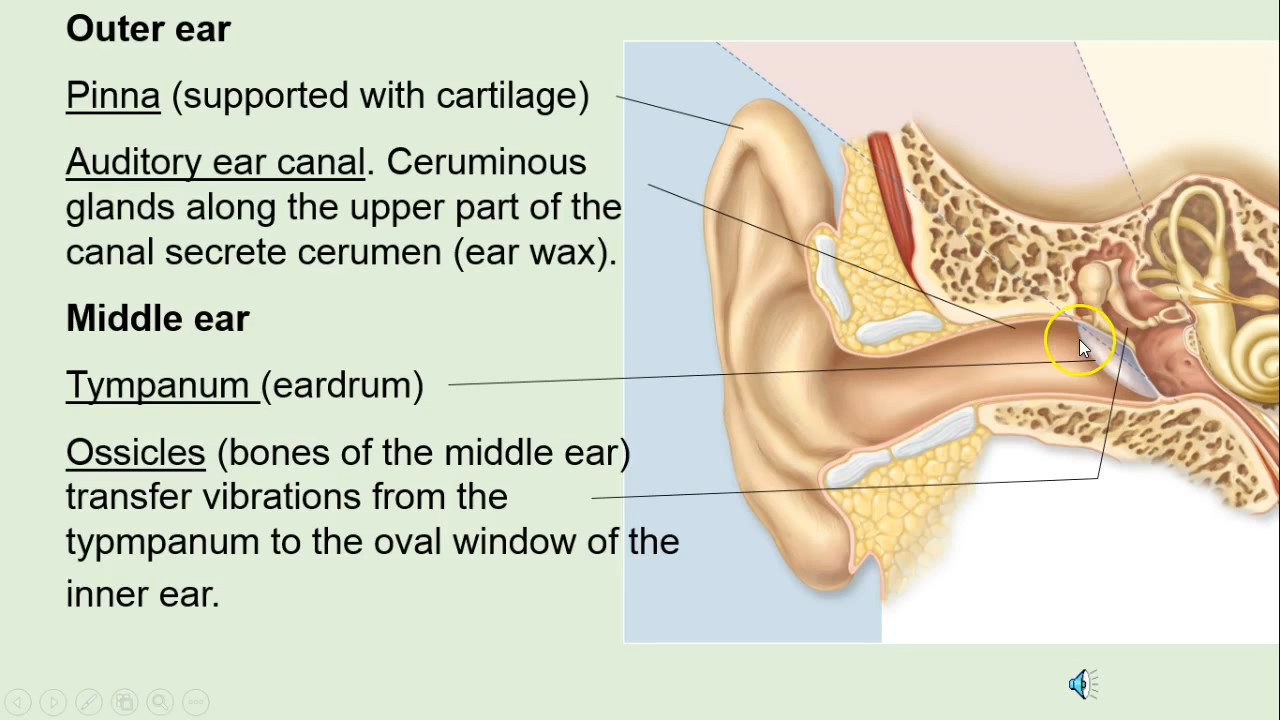 Outer ear
Pinna (supported with cartilage)
Auditory ear canal. Ceruminous
glands along the upper part of the
canal secrete cerumen (ear wax).
Middle ear
Tympanum (eardrum)
Ossicles (bones of the middle ear)
transfer vibrations from the
typmpanum to the oval window of the
inner ear.